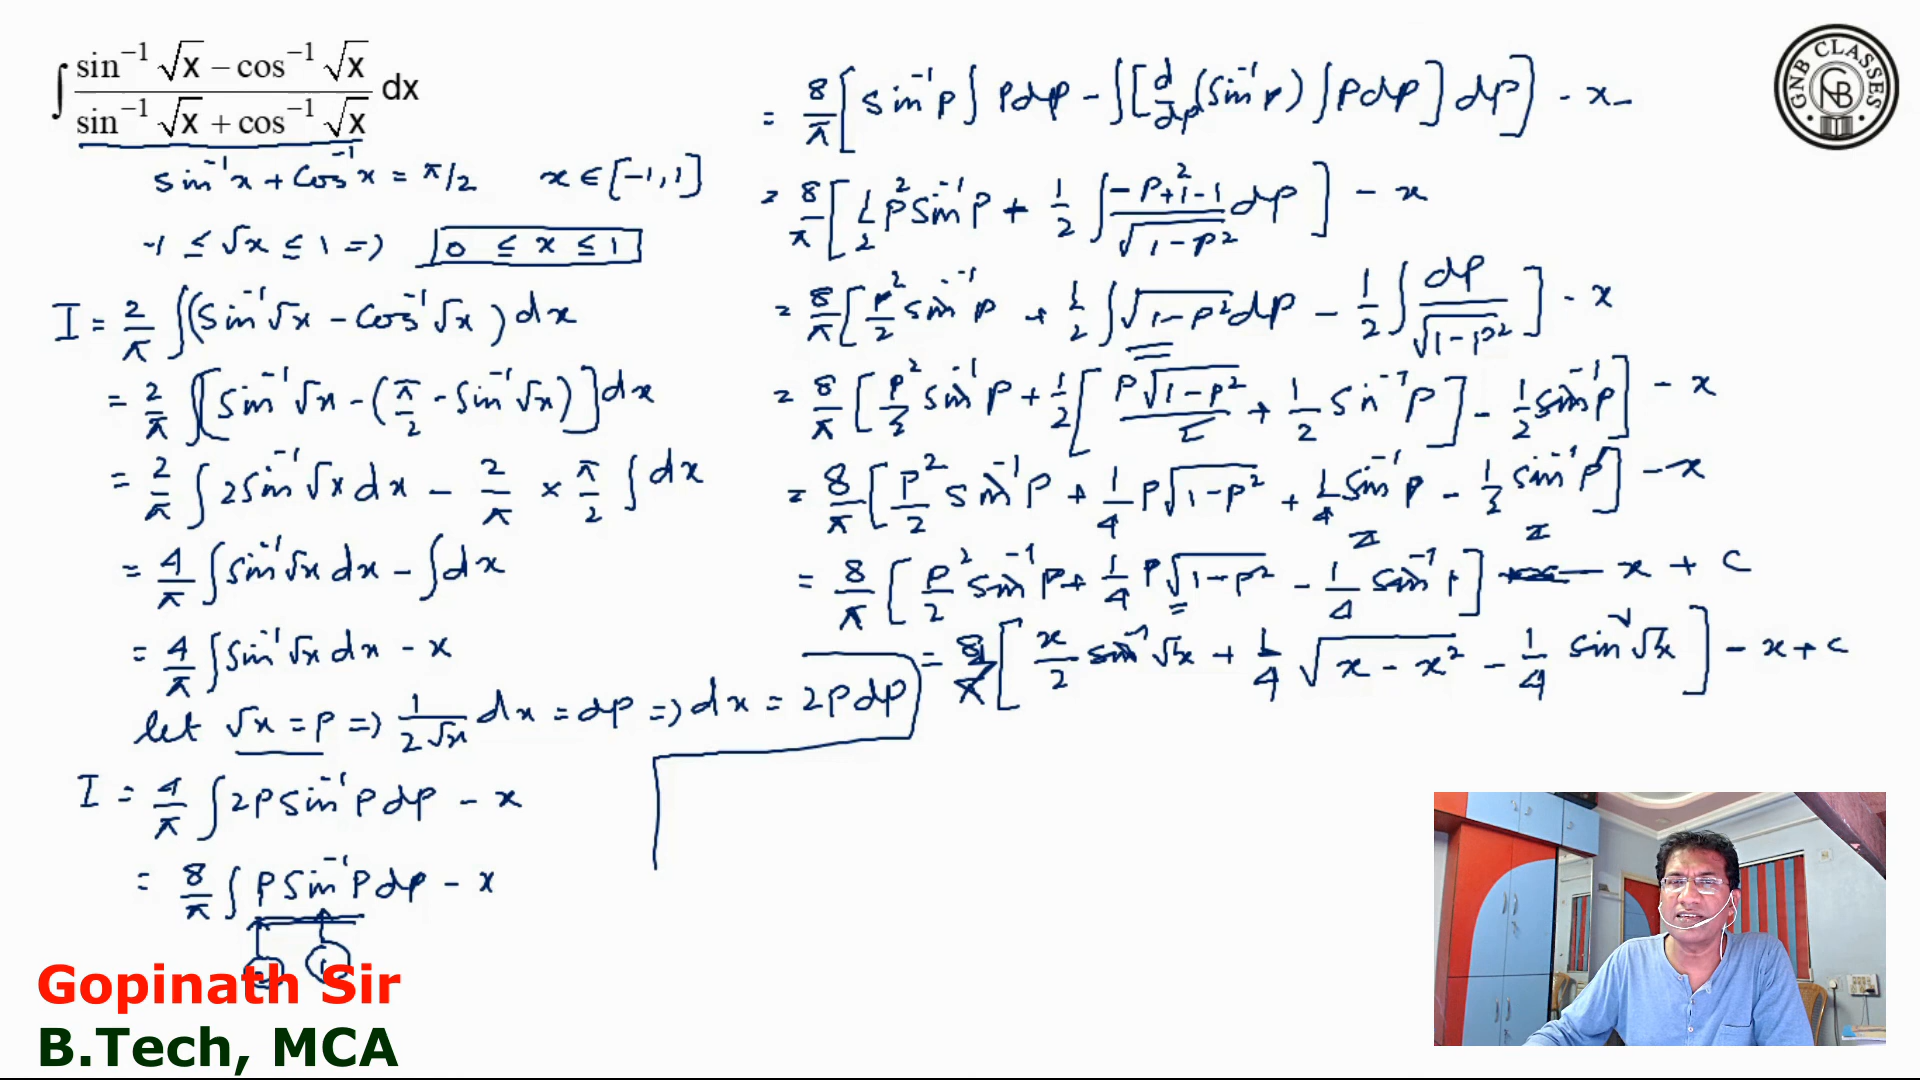 ∫ (sin⁻¹ √x − cos⁻¹ √x)/(sin⁻¹ √x + cos⁻¹ √x) dx
sin⁻¹x + cos⁻¹x = π/2   x ∈ [-1, 1]
-1 ≤ √x ≤ 1 => 0 ≤ x ≤ 1
I = 2/π ∫(sin⁻¹√x − cos⁻¹√x) dx
= 2/π ∫[sin⁻¹√x − (π/2 − sin⁻¹√x)] dx
= 2/π ∫ 2sin⁻¹√x dx − 2/π × π/2 ∫ dx
= 4/π ∫ sin⁻¹√x dx − ∫dx
= 4/π ∫ sin⁻¹√x dx − x
let √x = p => 1/(2√x) dx = dp => dx = 2p dp
I = 4/π ∫ 2p sin⁻¹p dp − x
= 8/π ∫ p sin⁻¹p dp − x
= 8/π [sin⁻¹p ∫ p dp − ∫[d/dp (sin⁻¹p) ∫p dp] dp] − x
= 8/π [1/2 p² sin⁻¹p + 1/2 ∫ (−p²+1−1)/√(1−p²) dp] − x
= 8/π [p²/2 sin⁻¹p + 1/2 ∫√(1−p²) dp − 1/2 ∫ dp/√(1−p²)] − x
= 8/π [p²/2 sin⁻¹p + 1/2 [p√(1−p²)/2 + 1/2 sin⁻¹p] − 1/2 sin⁻¹p] − x
= 8/π [p²/2 sin⁻¹p + 1/4 p√(1−p²) + 1/4 sin⁻¹p − 1/2 sin⁻¹p] − x
= 8/π [p²/2 sin⁻¹p + 1/4 p√(1−p²) − 1/4 sin⁻¹p] − x + c
= 8/π [x/2 sin⁻¹√x + 1/4 √(x − x²) − 1/4 sin⁻¹√x] − x + c
GNB CLASSES
GNB
Gopinath Sir
B.Tech, MCA